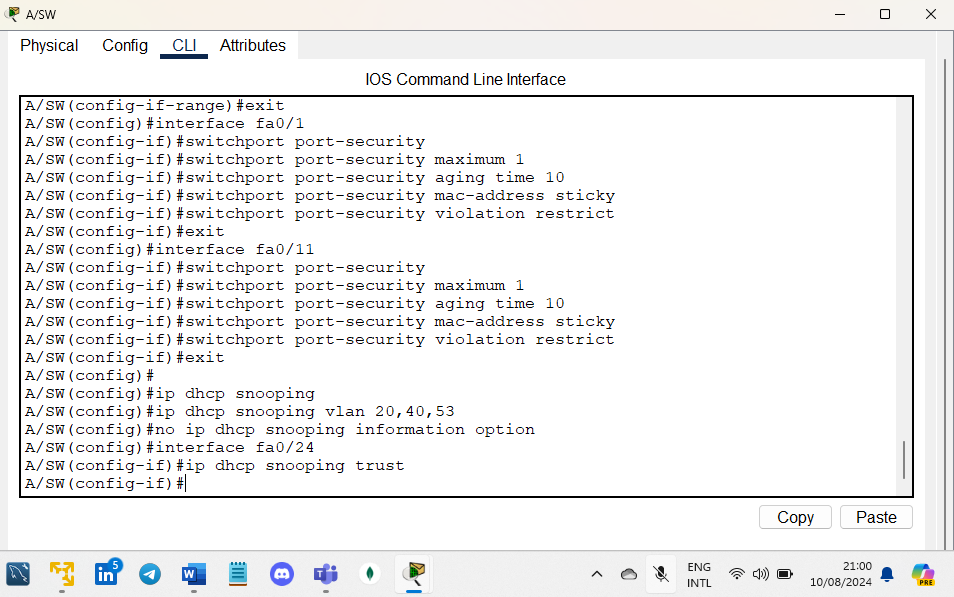 A/SW
Physical Config CLI Attributes
IOS Command Line Interface
A/SW(config-if-range)#exit
A/SW(config)#interface fa0/1
A/SW(config-if)#switchport port-security
A/SW(config-if)#switchport port-security maximum 1
A/SW(config-if)#switchport port-security aging time 10
A/SW(config-if)#switchport port-security mac-address sticky
A/SW(config-if)#switchport port-security violation restrict
A/SW(config-if)#exit
A/SW(config)#interface fa0/11
A/SW(config-if)#switchport port-security
A/SW(config-if)#switchport port-security maximum 1
A/SW(config-if)#switchport port-security aging time 10
A/SW(config-if)#switchport port-security mac-address sticky
A/SW(config-if)#switchport port-security violation restrict
A/SW(config-if)#exit
A/SW(config)#
A/SW(config)#ip dhcp snooping
A/SW(config)#ip dhcp snooping vlan 20,40,53
A/SW(config)#no ip dhcp snooping information option
A/SW(config)#interface fa0/24
A/SW(config-if)#ip dhcp snooping trust
A/SW(config-if)#
Copy Paste
in 5 W T
ENG
INTL
21:00
10/08/2024
PRE